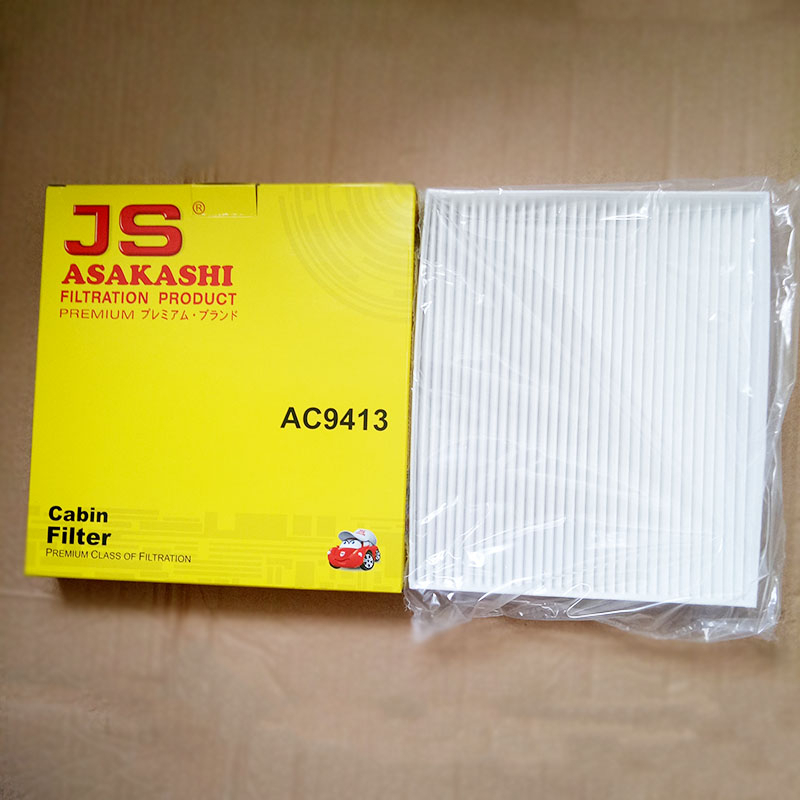 JS ®
ASAKASHI
FILTRATION PRODUCT
PREMIUM プレミアム・ブランド
AC9413
Cabin
Filter
PREMIUM CLASS OF FILTRATION